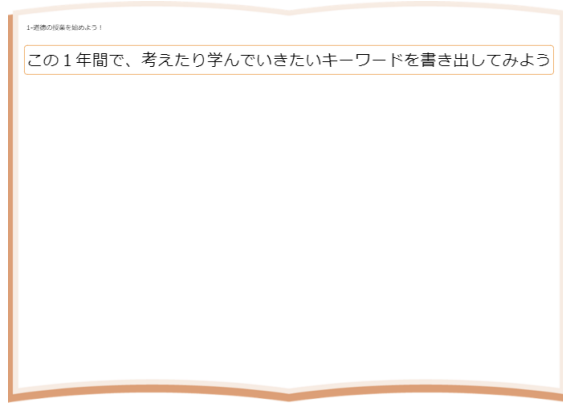 1-道徳の授業を始めよう！
この１年間で、考えたり学んでいきたいキーワードを書き出してみよう